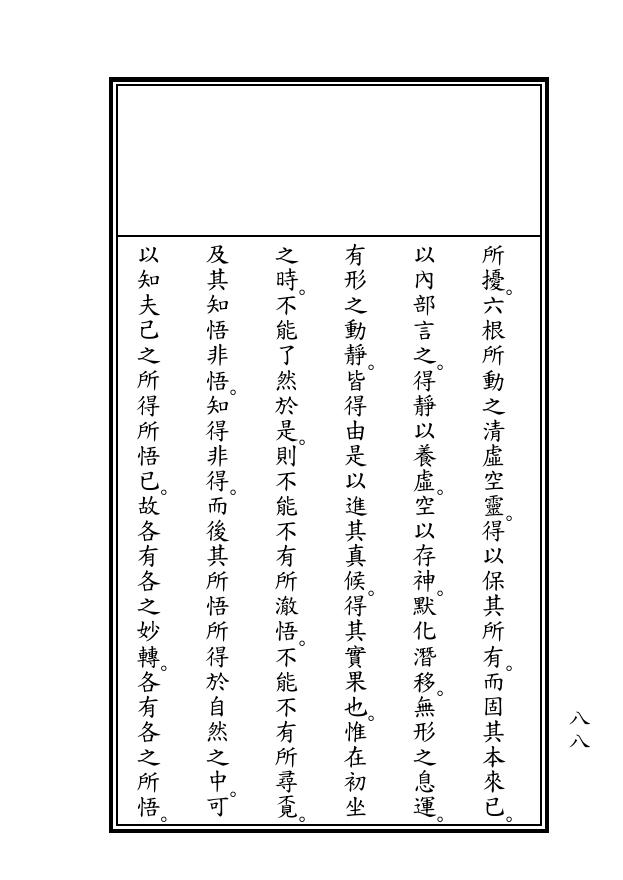 所擾。六根所動之清虛空靈。得以保其所有。而固其本來已。
以內部言之。得靜以養虛。空以存神。默化潛移。無形之息運。
有形之動靜。皆得由是以進其真候。得其實果也。惟在初坐
之時。不能了然於是。則不能不有所澈悟。不能不有所尋覔。
及其知悟非悟。知得非得。而後其所悟所得於自然之中。可
以知夫己之所得所悟已。故各有各之妙轉。各有各之所悟。
八八